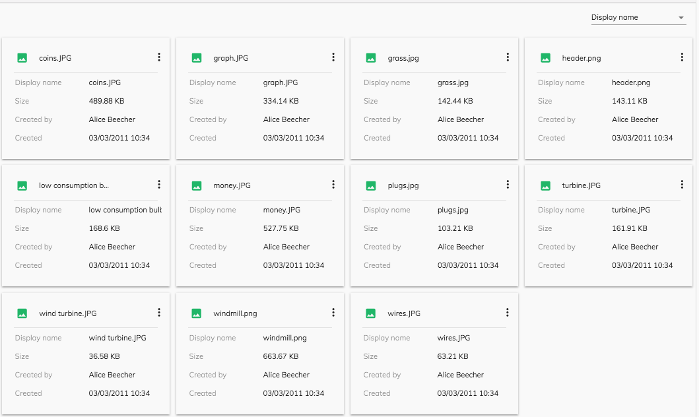 Display name
coins.JPG
Display name coins.JPG
Size 489.88 KB
Created by Alice Beecher
Created 03/03/2011 10:34
graph.JPG
Display name graph.JPG
Size 334.14 KB
Created by Alice Beecher
Created 03/03/2011 10:34
grass.jpg
Display name grass.jpg
Size 142.44 KB
Created by Alice Beecher
Created 03/03/2011 10:34
header.png
Display name header.png
Size 143.11 KB
Created by Alice Beecher
Created 03/03/2011 10:34
low consumption b...
Display name low consumption bulb
Size 168.6 KB
Created by Alice Beecher
Created 03/03/2011 10:34
money.JPG
Display name money.JPG
Size 527.75 KB
Created by Alice Beecher
Created 03/03/2011 10:34
plugs.jpg
Display name plugs.jpg
Size 103.21 KB
Created by Alice Beecher
Created 03/03/2011 10:34
turbine.JPG
Display name turbine.JPG
Size 161.91 KB
Created by Alice Beecher
Created 03/03/2011 10:34
wind turbine.JPG
Display name wind turbine.JPG
Size 36.58 KB
Created by Alice Beecher
Created 03/03/2011 10:34
windmill.png
Display name windmill.png
Size 663.67 KB
Created by Alice Beecher
Created 03/03/2011 10:34
wires.JPG
Display name wires.JPG
Size 63.21 KB
Created by Alice Beecher
Created 03/03/2011 10:34